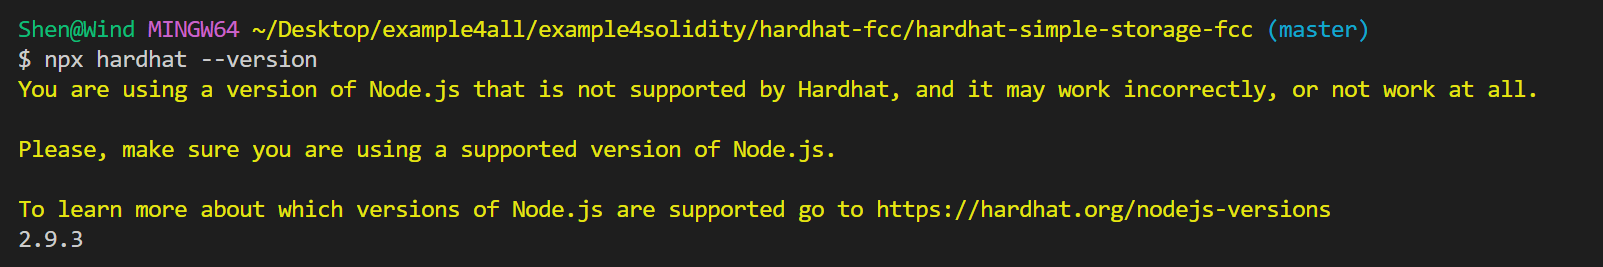 Shen@Wind MINGW64 ~/Desktop/example4all/example4solidity/hardhat-fcc/hardhat-simple-storage-fcc (master)
$ npx hardhat --version
You are using a version of Node.js that is not supported by Hardhat, and it may work incorrectly, or not work at all.
Please, make sure you are using a supported version of Node.js.
To learn more about which versions of Node.js are supported go to https://hardhat.org/nodejs-versions
2.9.3